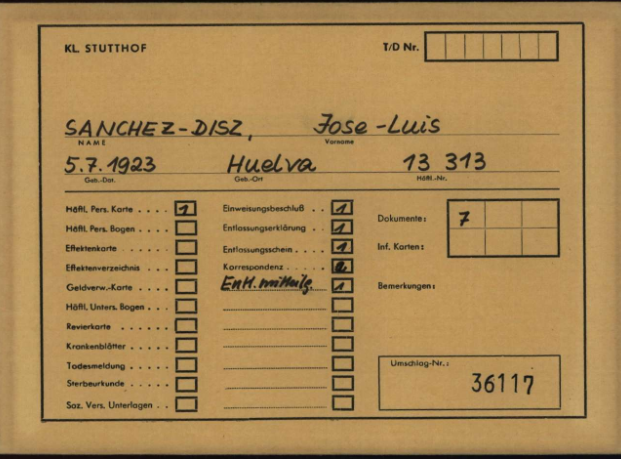 KL. STUTTHOF
T/D Nr.
SANCHEZ-DISZ, Jose-Luis
NAME Vorname
5.7.1923 Huelva 13 313
Geb.-Dat. Geb.-Ort Häftl.-Nr.
Häftl. Pers. Karte . . . . 1
Häftl. Pers. Bogen . . . .
Effektenkarte . . . . .
Effektenverzeichnis . . . .
Geldverw.-Karte . . . .
Häftl. Unters. Bogen . . . .
Revierkarte . . . . .
Krankenblätter . . . . .
Todesmeldung . . . . .
Sterbeurkunde . . . . .
Soz. Vers. Unterlagen . .
Einweisungsbeschluß . . 1
Entlassungserklärung . . 1
Entlassungsschein . . . 1
Korrespondenz . . . . .
Entl. mitteilg. 1
Dokumente: 7
Inf. Karten:
Bemerkungen:
Umschlag-Nr.:
36117